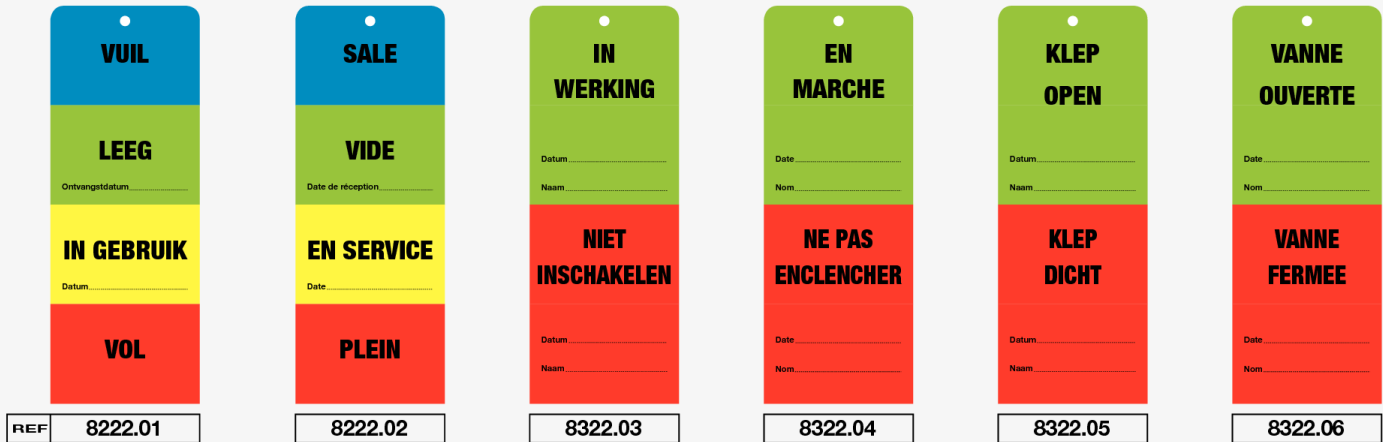 VUIL
LEEG
Ontvangstdatum
IN GEBRUIK
Datum
VOL
SALE
VIDE
Date de réception
EN SERVICE
Date
PLEIN
IN
WERKING
Datum
Naam
NIET
INSCHAKELEN
Datum
Naam
EN
MARCHE
Date
Nom
NE PAS
ENCLENCHER
Date
Nom
KLEP
OPEN
Datum
Naam
KLEP
DICHT
Datum
Naam
VANNE
OUVERTE
Date
Nom
VANNE
FERMEE
Date
Nom
REF 8222.01 8222.02 8322.03 8322.04 8322.05 8322.06